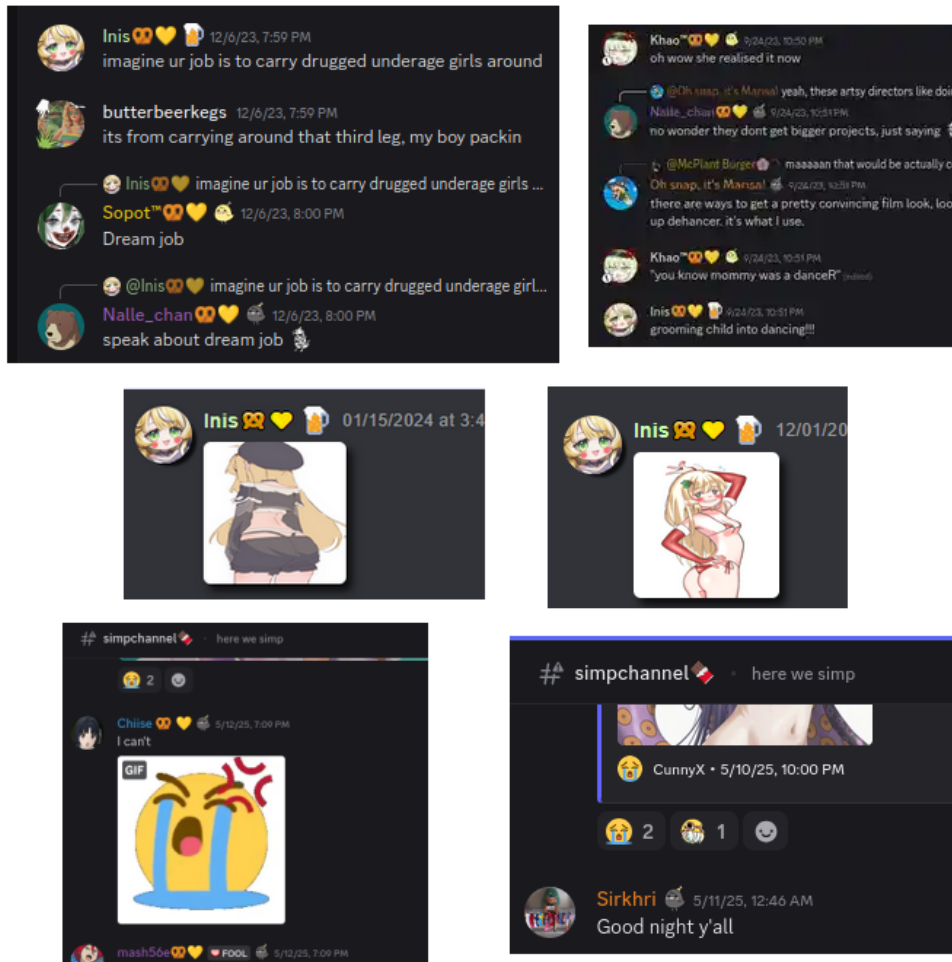 Inis 12/6/23, 7:59 PM
imagine ur job is to carry drugged underage girls around
butterbeerkegs 12/6/23, 7:59 PM
its from carrying around that third leg, my boy packin
Inis imagine ur job is to carry drugged underage girls ...
Sopot™ 12/6/23, 8:00 PM
Dream job
@Inis imagine ur job is to carry drugged underage girl...
Nalle_chan 12/6/23, 8:00 PM
speak about dream job
Khao™ 9/24/23, 10:50 PM
oh wow she realised it now
@Oh snap, it's Marisa! yeah, these artsy directors like doi
Nalle_chan 9/24/23, 10:51 PM
no wonder they dont get bigger projects, just saying
@McPlant Burger maaaaan that would be actually c
Oh snap, it's Marisa! 9/24/23, 10:51 PM
there are ways to get a pretty convincing film look, loo
up dehancer. it's what I use.
Khao™ 9/24/23, 10:51 PM
"you know mommy was a danceR" (edited)
Inis 9/24/23, 10:51 PM
grooming child into dancing!!!
Inis 01/15/2024 at 3:4
Inis 12/01/20
simpchannel here we simp
2
Chiise 5/12/25, 7:09 PM
I can't
GIF
mash56e FOOL 5/12/25, 7:09 PM
simpchannel here we simp
CunnyX • 5/10/25, 10:00 PM
2 1
Sirkhri 5/11/25, 12:46 AM
Good night y'all